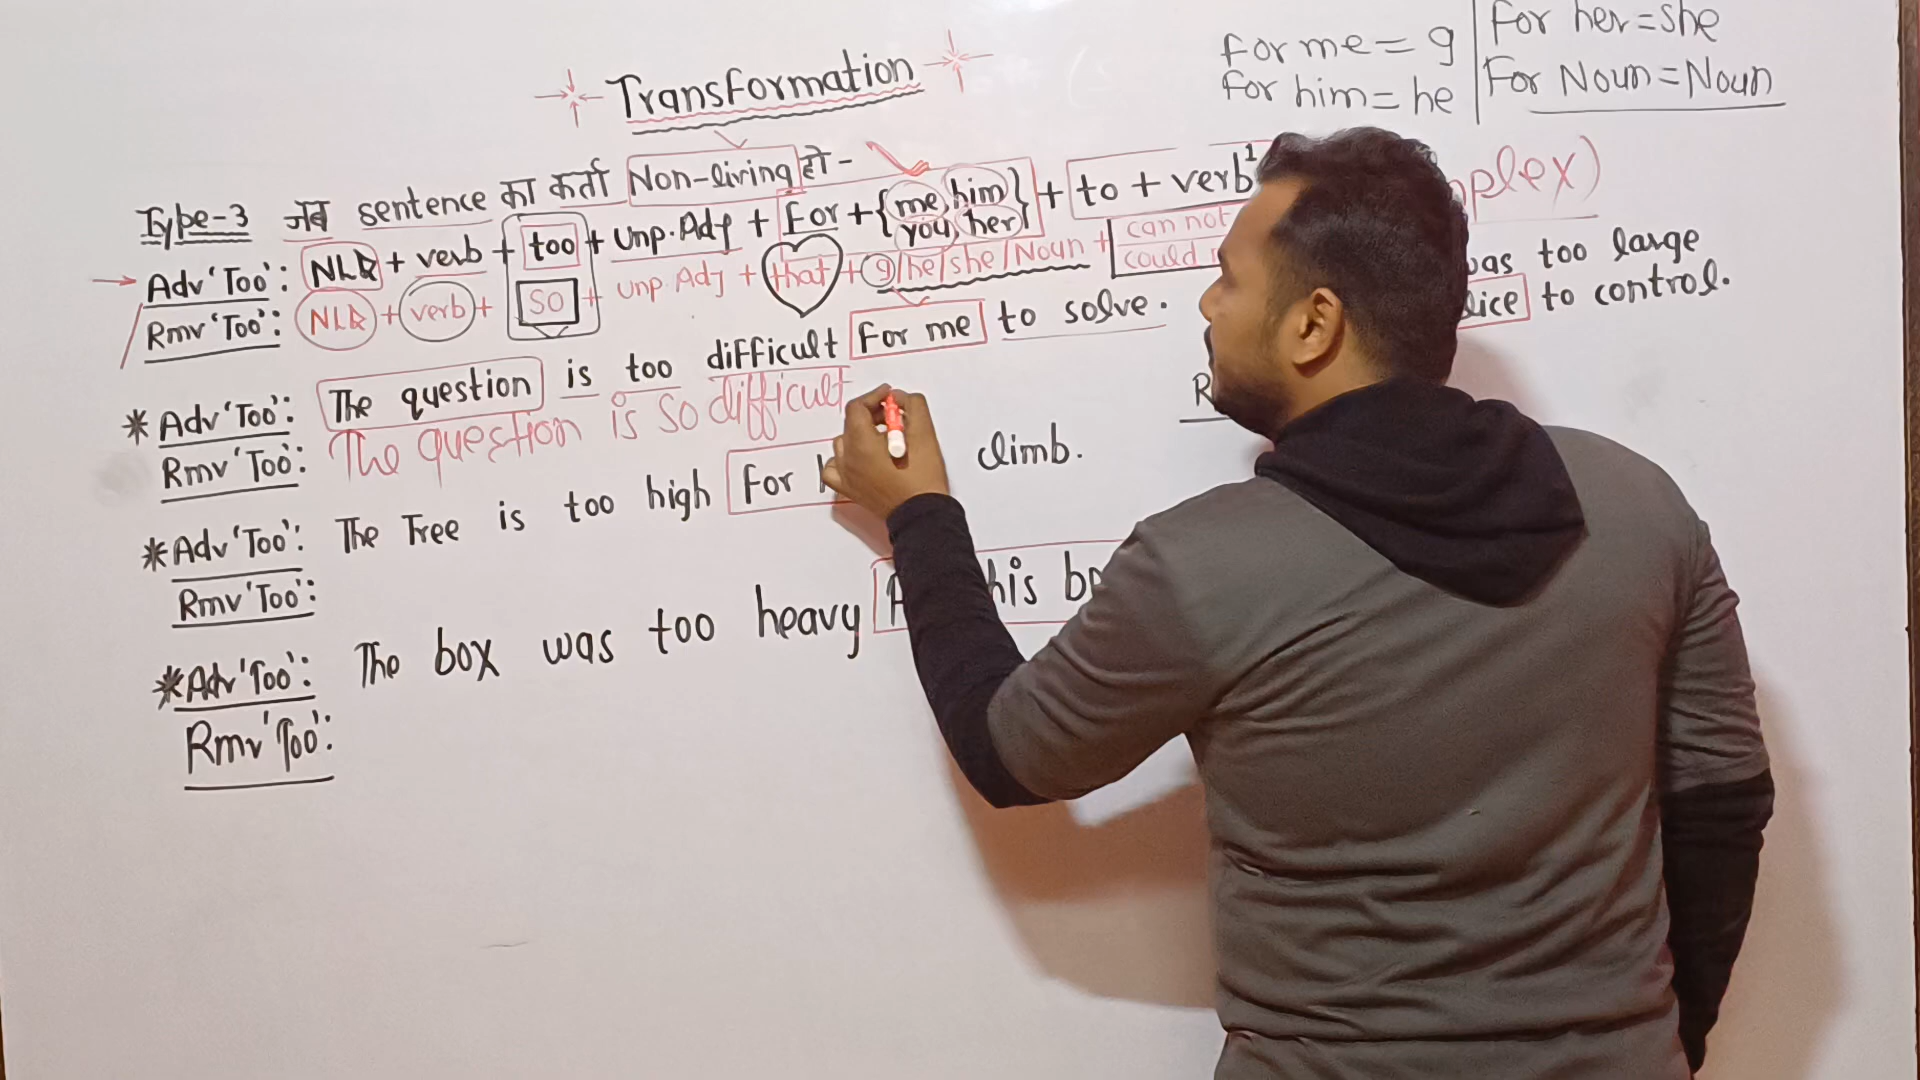 Transformation
For me = I
For him = he
For her = she
For Noun = Noun
Type-3 जब sentence का कर्ता Non-living हो -
Adv 'Too': NLS + verb + too + unp. Adj + For + {me, him you, her} + to + verb¹
Rmv 'Too': NLS + verb + so + unp. Adj + that + I/he/she/Noun + can not could
* Adv 'Too': The question is too difficult for me to solve.
Rmv 'Too': The question is so difficult
* Adv 'Too': The Tree is too high for climb.
Rmv 'Too':
* Adv 'Too': The box was too heavy his
Rmv 'Too':
was too large
to control.